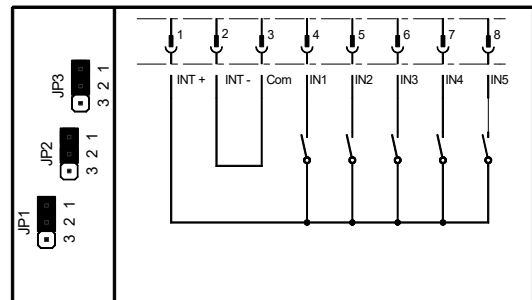 1 2 3 4 5 6 7 8
INT + INT - Com IN1 IN2 IN3 IN4 IN5
JP3
3 2 1
JP2
3 2 1
JP1
3 2 1